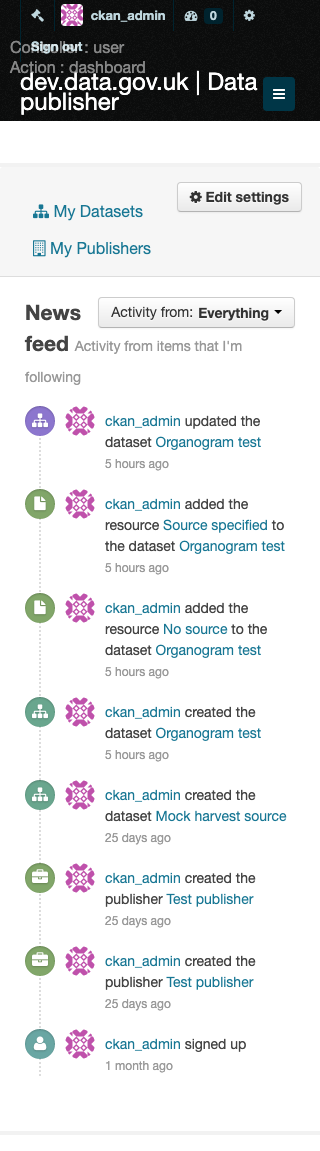 ckan_admin 0
Sign out
Controller : user
Action : dashboard
dev.data.gov.uk | Data
publisher
My Datasets
Edit settings
My Publishers
News
feed Activity from items that I'm
following
Activity from: Everything
ckan_admin updated the
dataset Organogram test
5 hours ago
ckan_admin added the
resource Source specified to
the dataset Organogram test
5 hours ago
ckan_admin added the
resource No source to the
dataset Organogram test
5 hours ago
ckan_admin created the
dataset Organogram test
5 hours ago
ckan_admin created the
dataset Mock harvest source
25 days ago
ckan_admin created the
publisher Test publisher
25 days ago
ckan_admin created the
publisher Test publisher
25 days ago
ckan_admin signed up
1 month ago